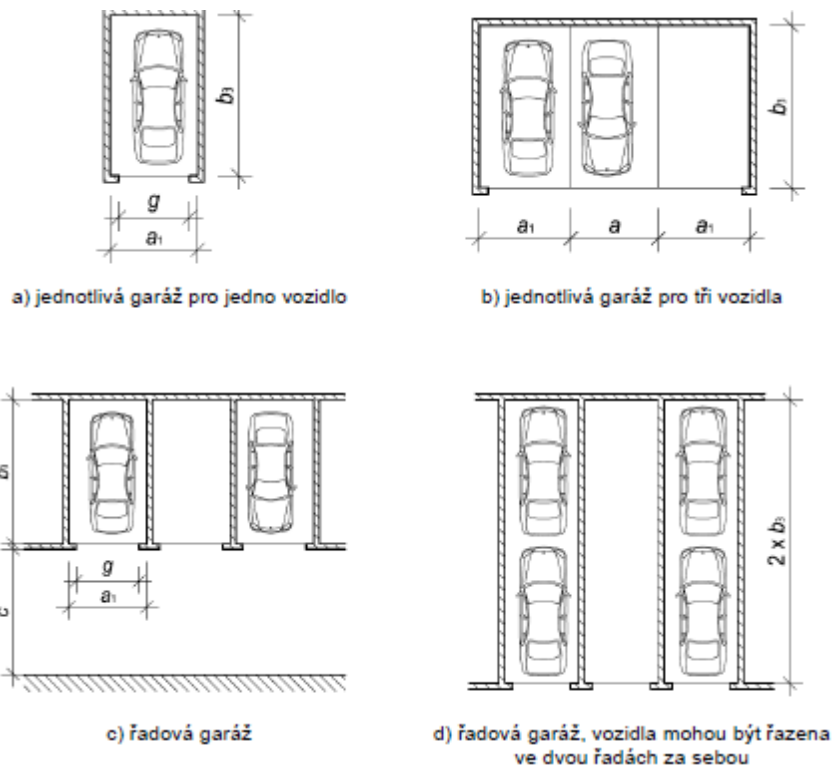 b3
g
a1
a) jednotlivá garáž pro jedno vozidlo
a1 a a1
b) jednotlivá garáž pro tři vozidla
g
a1
c) řadová garáž
2 x b3
d) řadová garáž, vozidla mohou být řazena
ve dvou řadách za sebou